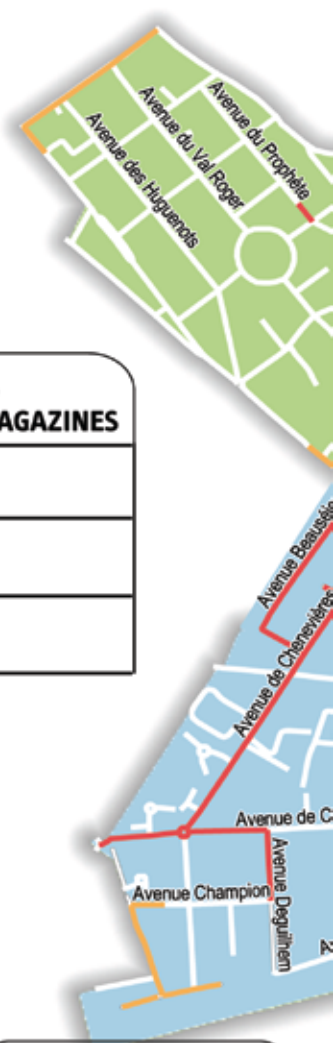 Avenue du Prophète
Avenue du Val Roger
Avenue des Huguenots
AGAZINES
Avenue Beauséjo
Avenue de Chenevières
Avenue de C
Avenue Champion
Avenue Deguilhem